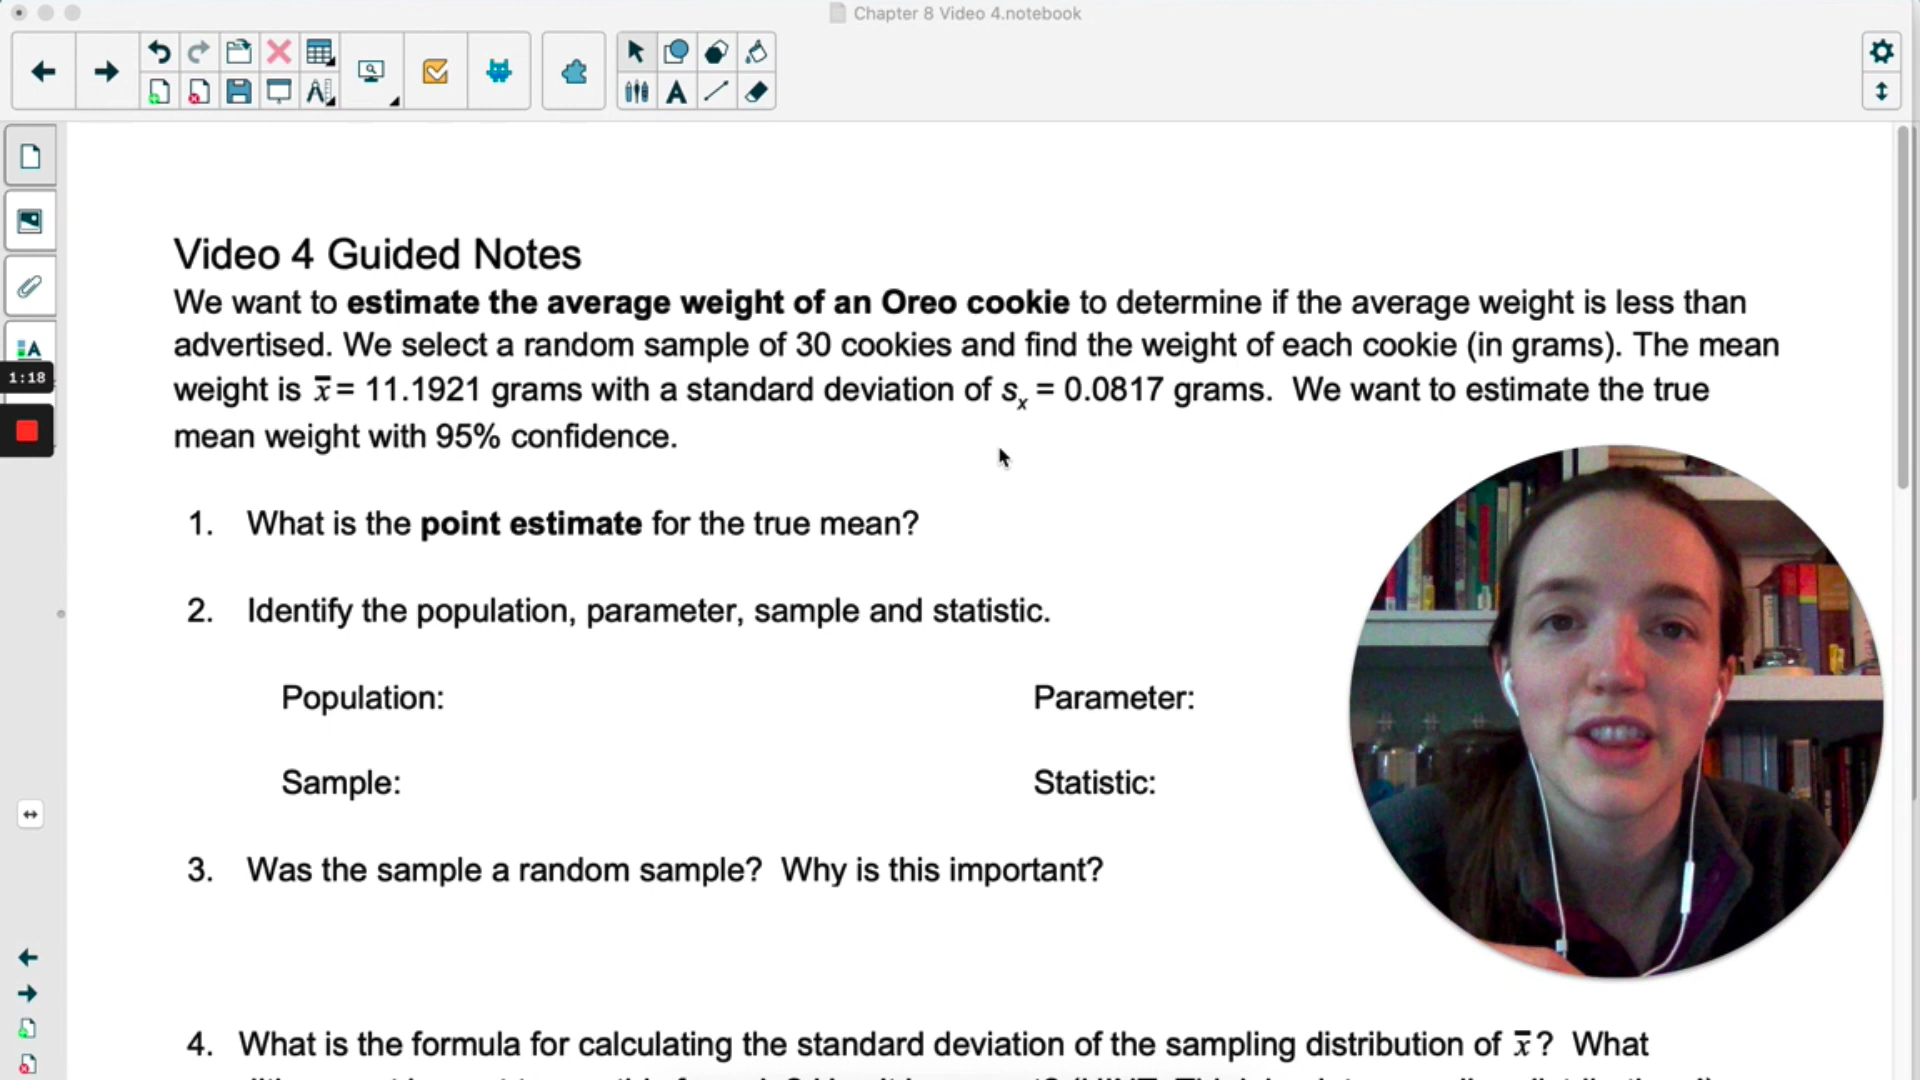 Chapter 8 Video 4.notebook
A
A
1:18
Video 4 Guided Notes
We want to estimate the average weight of an Oreo cookie to determine if the average weight is less than
advertised. We select a random sample of 30 cookies and find the weight of each cookie (in grams). The mean
weight is x̄ = 11.1921 grams with a standard deviation of sₓ = 0.0817 grams. We want to estimate the true
mean weight with 95% confidence.
1. What is the point estimate for the true mean?
2. Identify the population, parameter, sample and statistic.
Population:
Parameter:
Sample:
Statistic:
3. Was the sample a random sample? Why is this important?
4. What is the formula for calculating the standard deviation of the sampling distribution of x̄? What